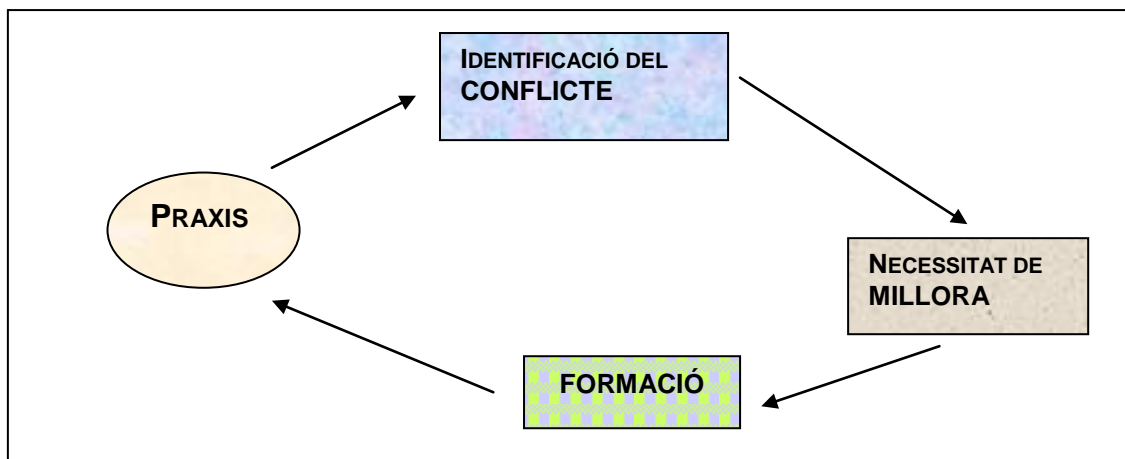 IDENTIFICACIÓ DEL
CONFLICTE
PRAXIS
NECESSITAT DE
MILLORA
FORMACIÓ